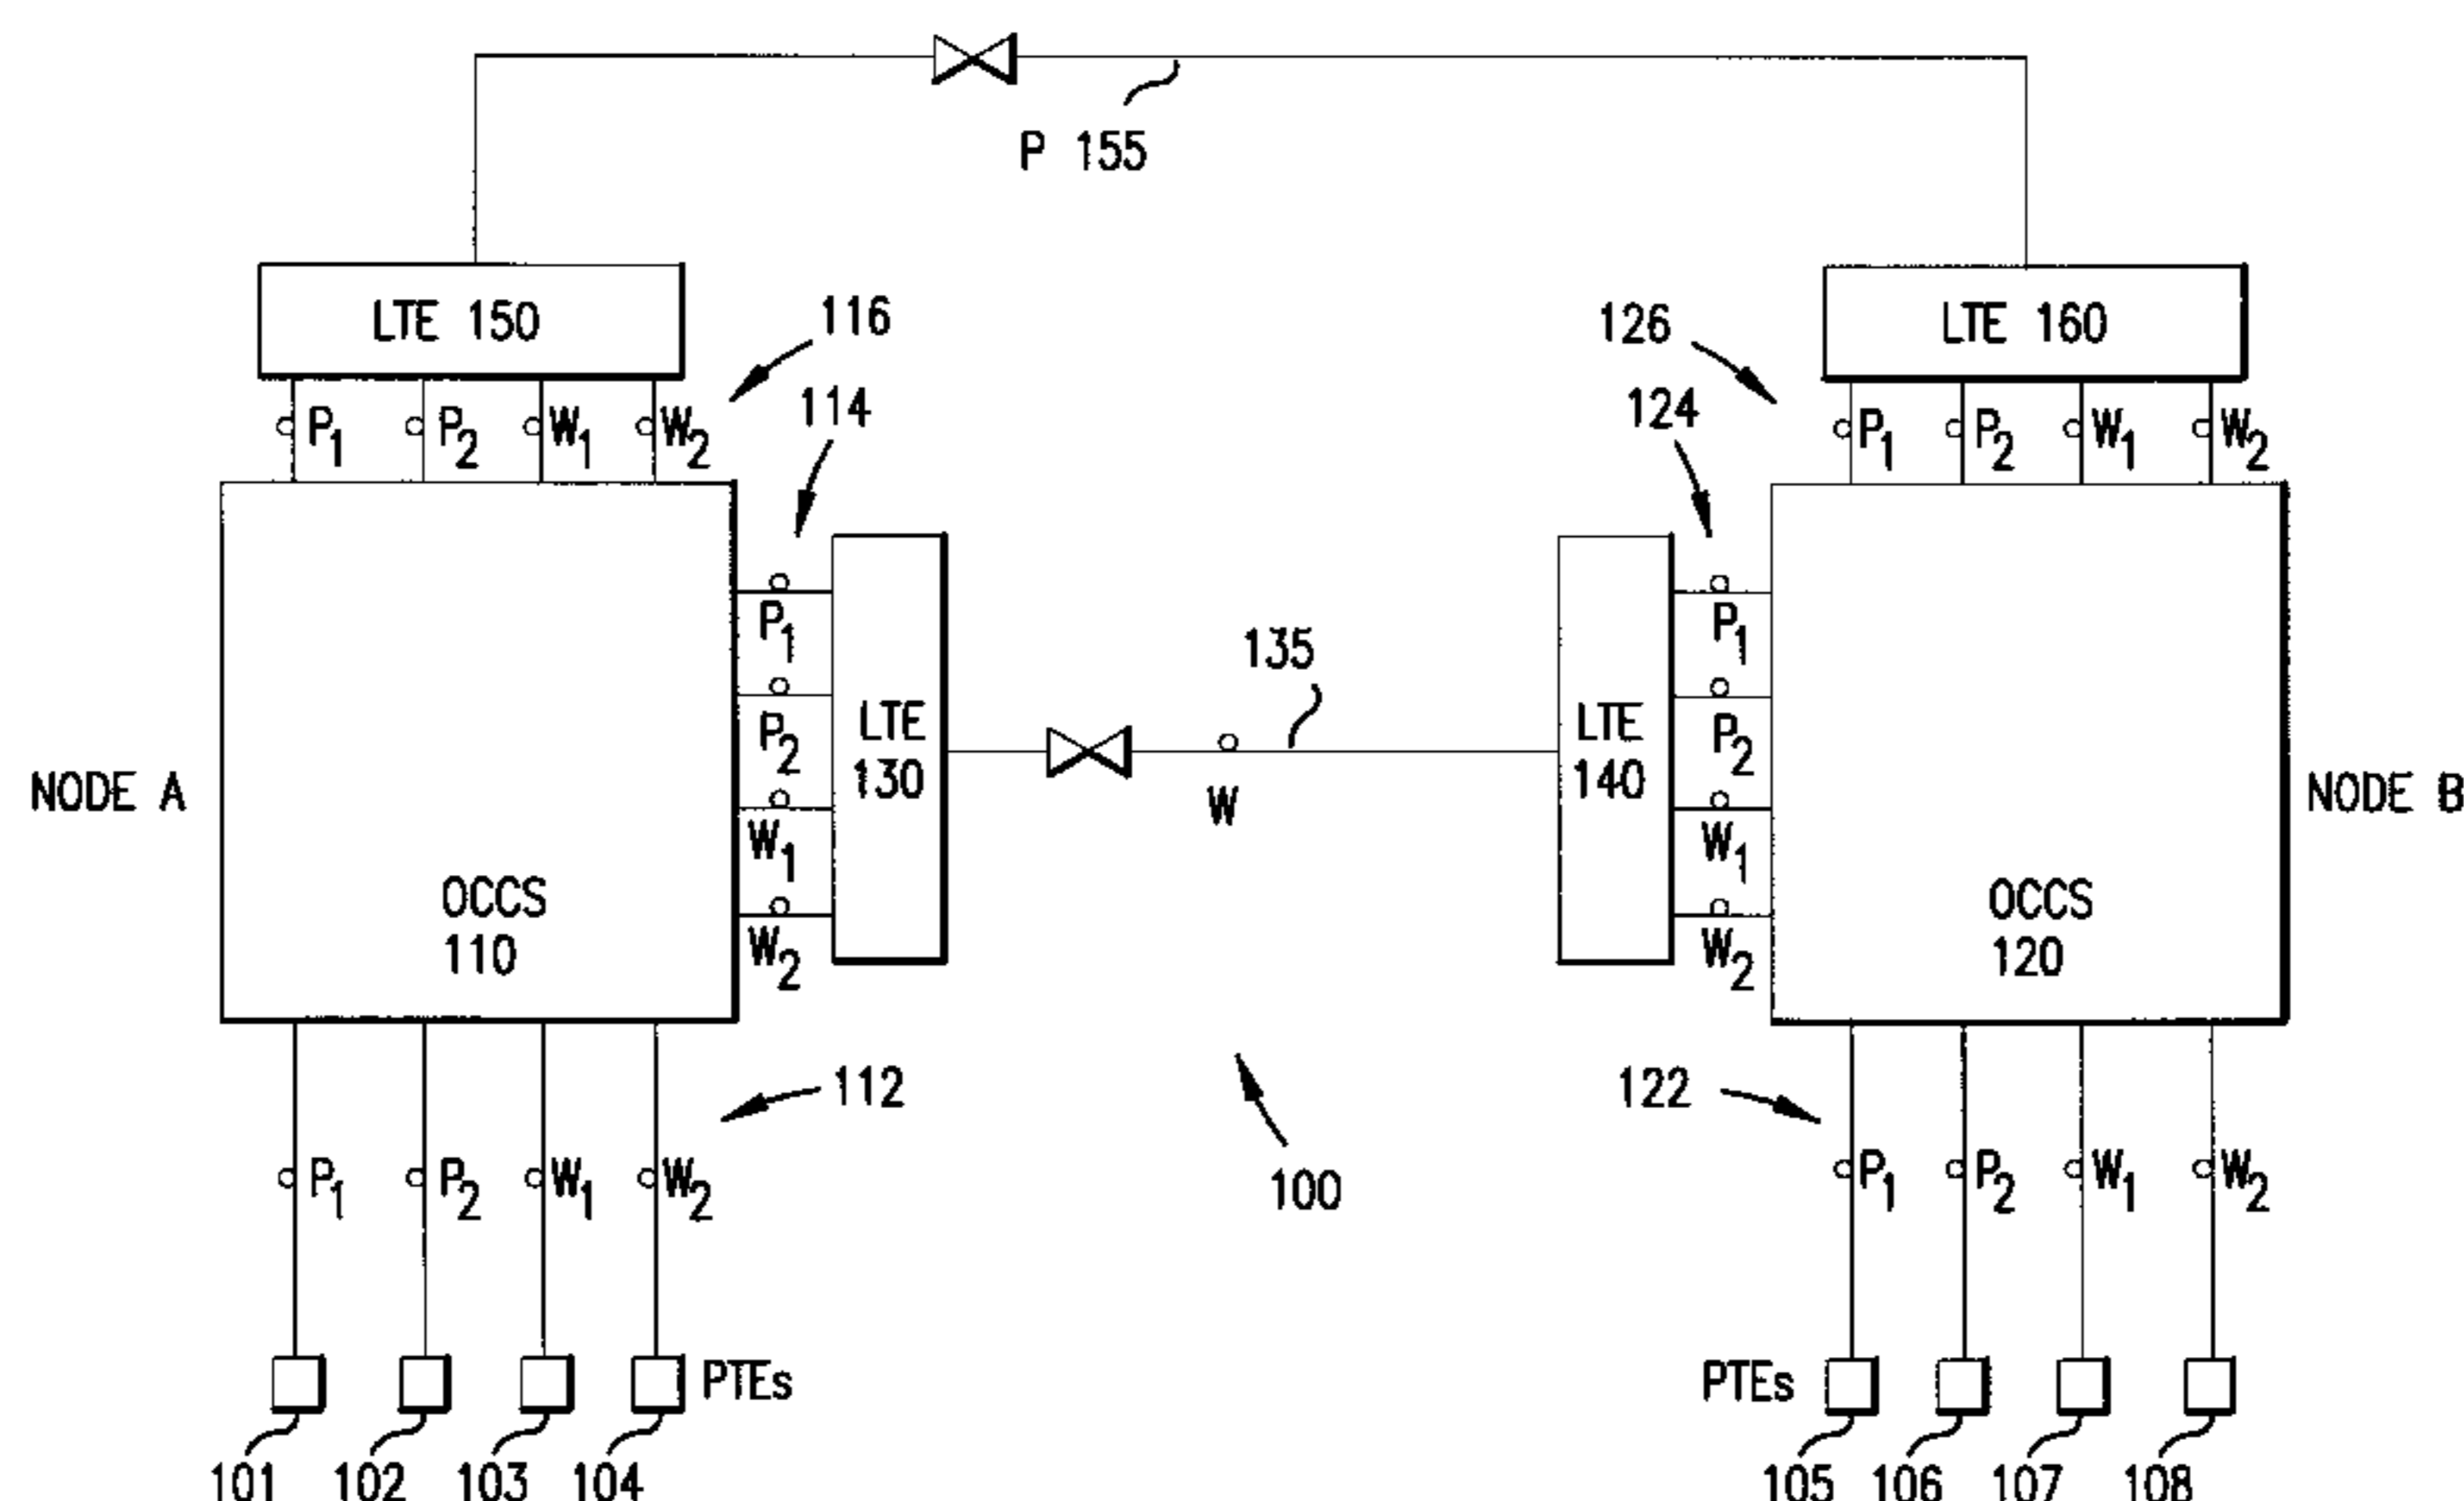 P 155
LTE 150
116
126
LTE 160
114
124
P1 P2 W1 W2
P1 P2 W1 W2
P1
P2
W1
W2
LTE
130
135
W
LTE
140
P1
P2
W1
W2
NODE A
NODE B
OCCS
110
OCCS
120
112
122
100
P1 P2 W1 W2
P1 P2 W1 W2
PTEs
PTEs
101 102 103 104
105 106 107 108